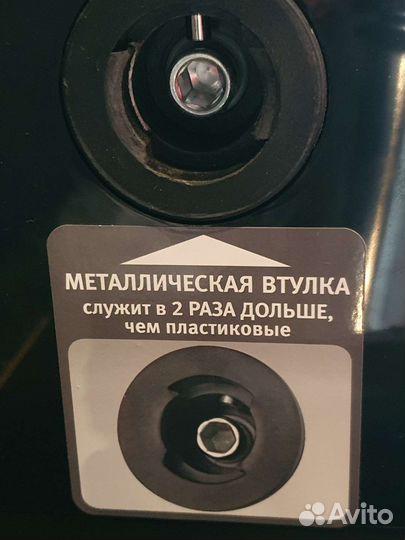 МЕТАЛЛИЧЕСКАЯ ВТУЛКА
служит в 2 РАЗА ДОЛЬШЕ,
чем пластиковые
Avito